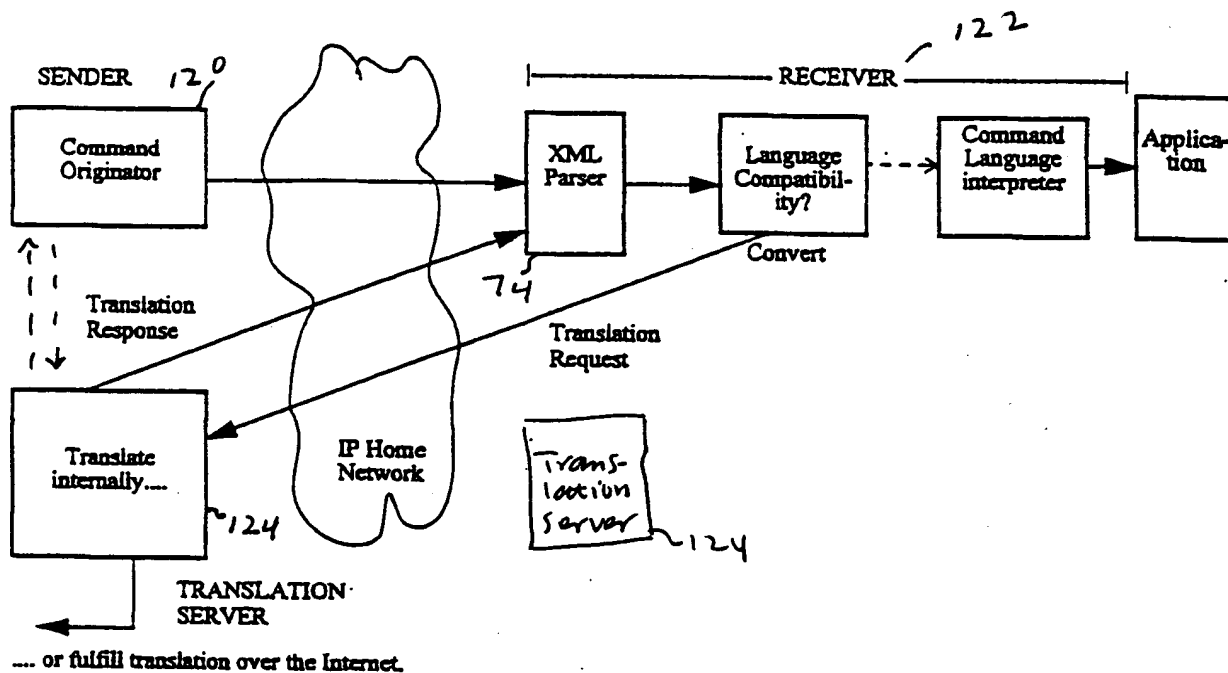 SENDER
120
122
RECEIVER
Command
Originator
XML
Parser
Language
Compatibil-
ity?
Command
Language
interpreter
Applica-
tion
74
Convert
Translation
Response
Translation
Request
Translate
internally....
124
IP Home
Network
Trans-
lation
server
124
TRANSLATION
SERVER
.... or fulfill translation over the Internet.